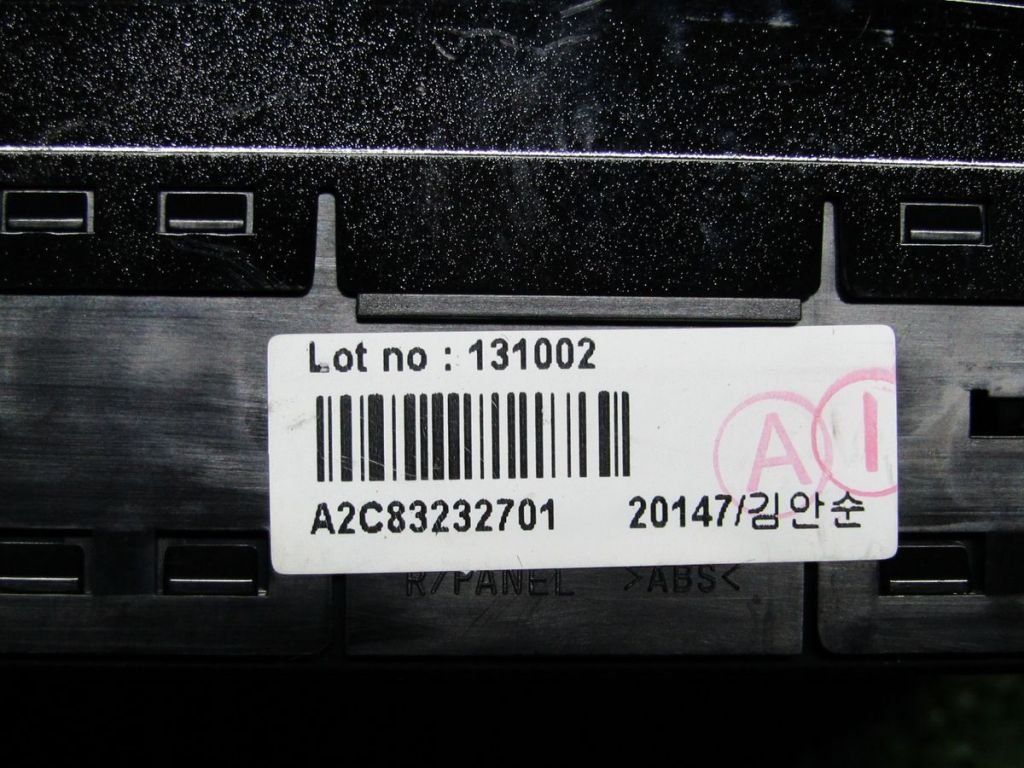 Lot no : 131002
A I
A2C83232701 20147/김안순
R/PANEL >ABS<